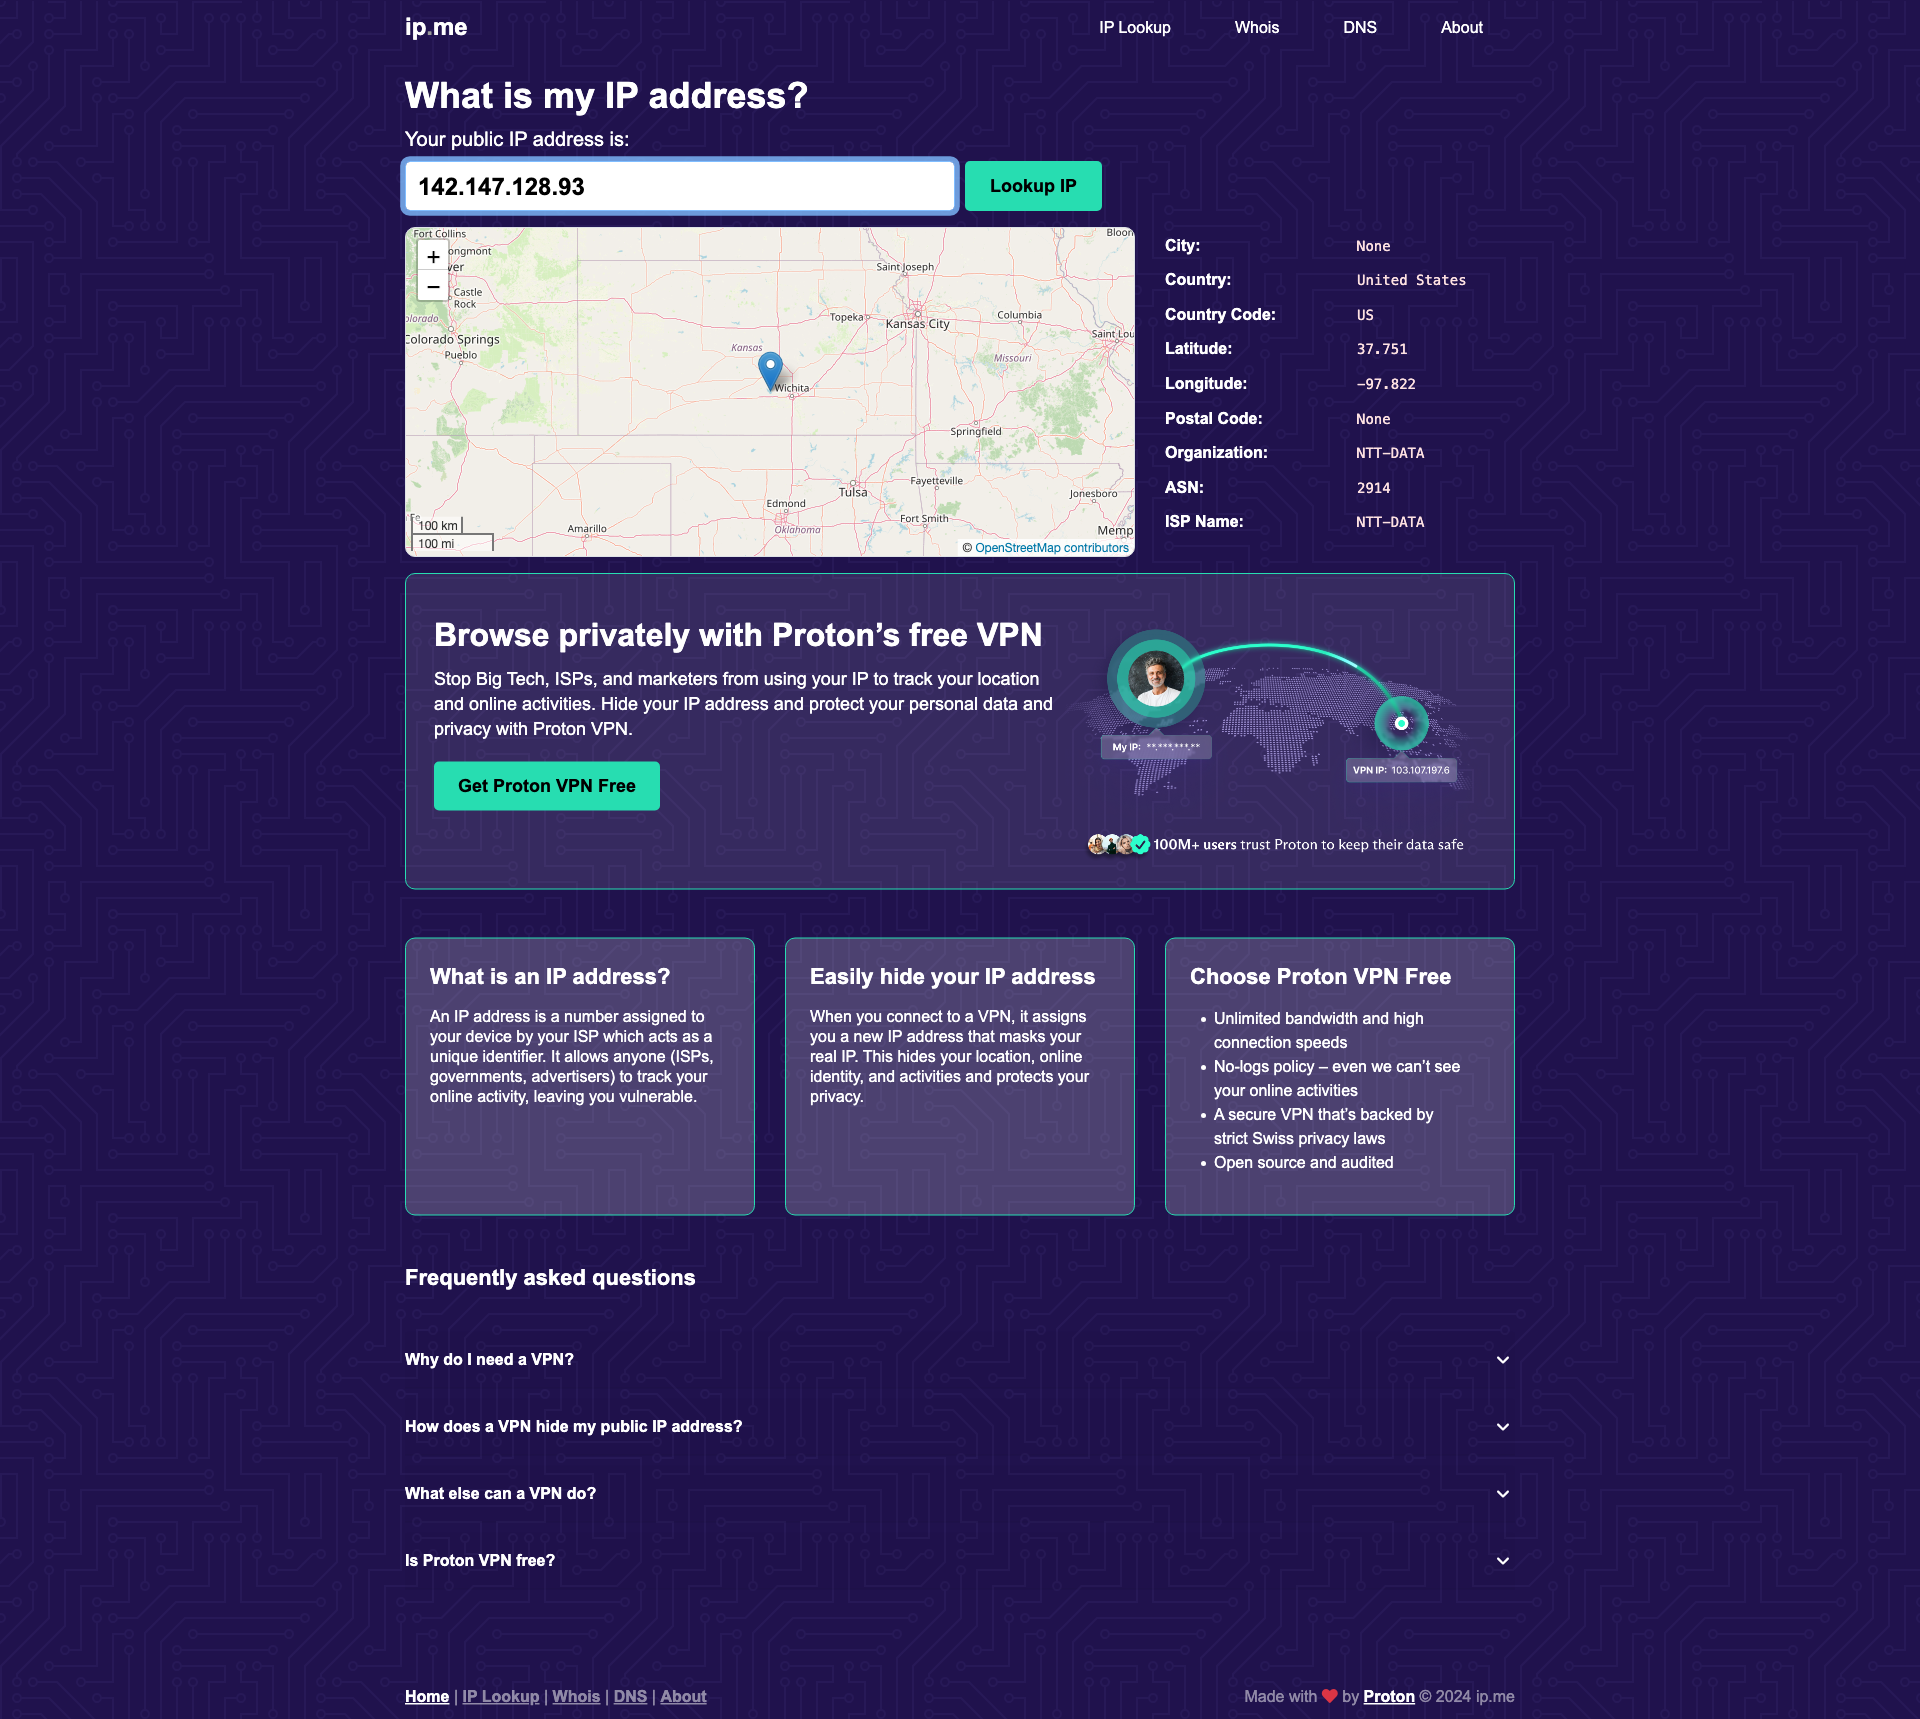 ip.me
IP Lookup
Whois
DNS
About
What is my IP address?
Your public IP address is:
142.147.128.93
Lookup IP
Fort Collins
ongmont
ver
Castle
Rock
olorado
Colorado Springs
Pueblo
+
−
Bloon
Saint Joseph
Topeka
Kansas City
Columbia
Saint Lou
Kansas
Missouri
Wichita
Springfield
Tulsa
Fayetteville
Jonesboro
Edmond
Amarillo
Oklahoma
Fort Smith
Memp
Fe
100 km
100 mi
© OpenStreetMap contributors
City: None
Country: United States
Country Code: US
Latitude: 37.751
Longitude: -97.822
Postal Code: None
Organization: NTT-DATA
ASN: 2914
ISP Name: NTT-DATA
Browse privately with Proton’s free VPN
Stop Big Tech, ISPs, and marketers from using your IP to track your location
and online activities. Hide your IP address and protect your personal data and
privacy with Proton VPN.
Get Proton VPN Free
My IP: **.***.***.**
VPN IP: 103.107.197.6
100M+ users trust Proton to keep their data safe
What is an IP address?
An IP address is a number assigned to
your device by your ISP which acts as a
unique identifier. It allows anyone (ISPs,
governments, advertisers) to track your
online activity, leaving you vulnerable.
Easily hide your IP address
When you connect to a VPN, it assigns
you a new IP address that masks your
real IP. This hides your location, online
identity, and activities and protects your
privacy.
Choose Proton VPN Free
• Unlimited bandwidth and high
connection speeds
• No-logs policy – even we can’t see
your online activities
• A secure VPN that’s backed by
strict Swiss privacy laws
• Open source and audited
Frequently asked questions
Why do I need a VPN?
How does a VPN hide my public IP address?
What else can a VPN do?
Is Proton VPN free?
Home | IP Lookup | Whois | DNS | About
Made with ❤ by Proton © 2024 ip.me